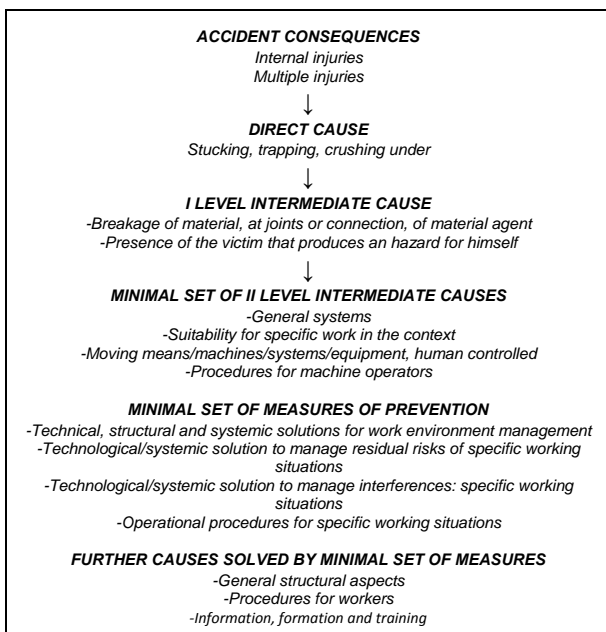 ACCIDENT CONSEQUENCES
Internal injuries
Multiple injuries
↓
DIRECT CAUSE
Stucking, trapping, crushing under
↓
I LEVEL INTERMEDIATE CAUSE
-Breakage of material, at joints or connection, of material agent
-Presence of the victim that produces an hazard for himself
↓
MINIMAL SET OF II LEVEL INTERMEDIATE CAUSES
-General systems
-Suitability for specific work in the context
-Moving means/machines/systems/equipment, human controlled
-Procedures for machine operators
MINIMAL SET OF MEASURES OF PREVENTION
-Technical, structural and systemic solutions for work environment management
-Technological/systemic solution to manage residual risks of specific working
situations
-Technological/systemic solution to manage interferences: specific working
situations
-Operational procedures for specific working situations
FURTHER CAUSES SOLVED BY MINIMAL SET OF MEASURES
-General structural aspects
-Procedures for workers
-Information, formation and training